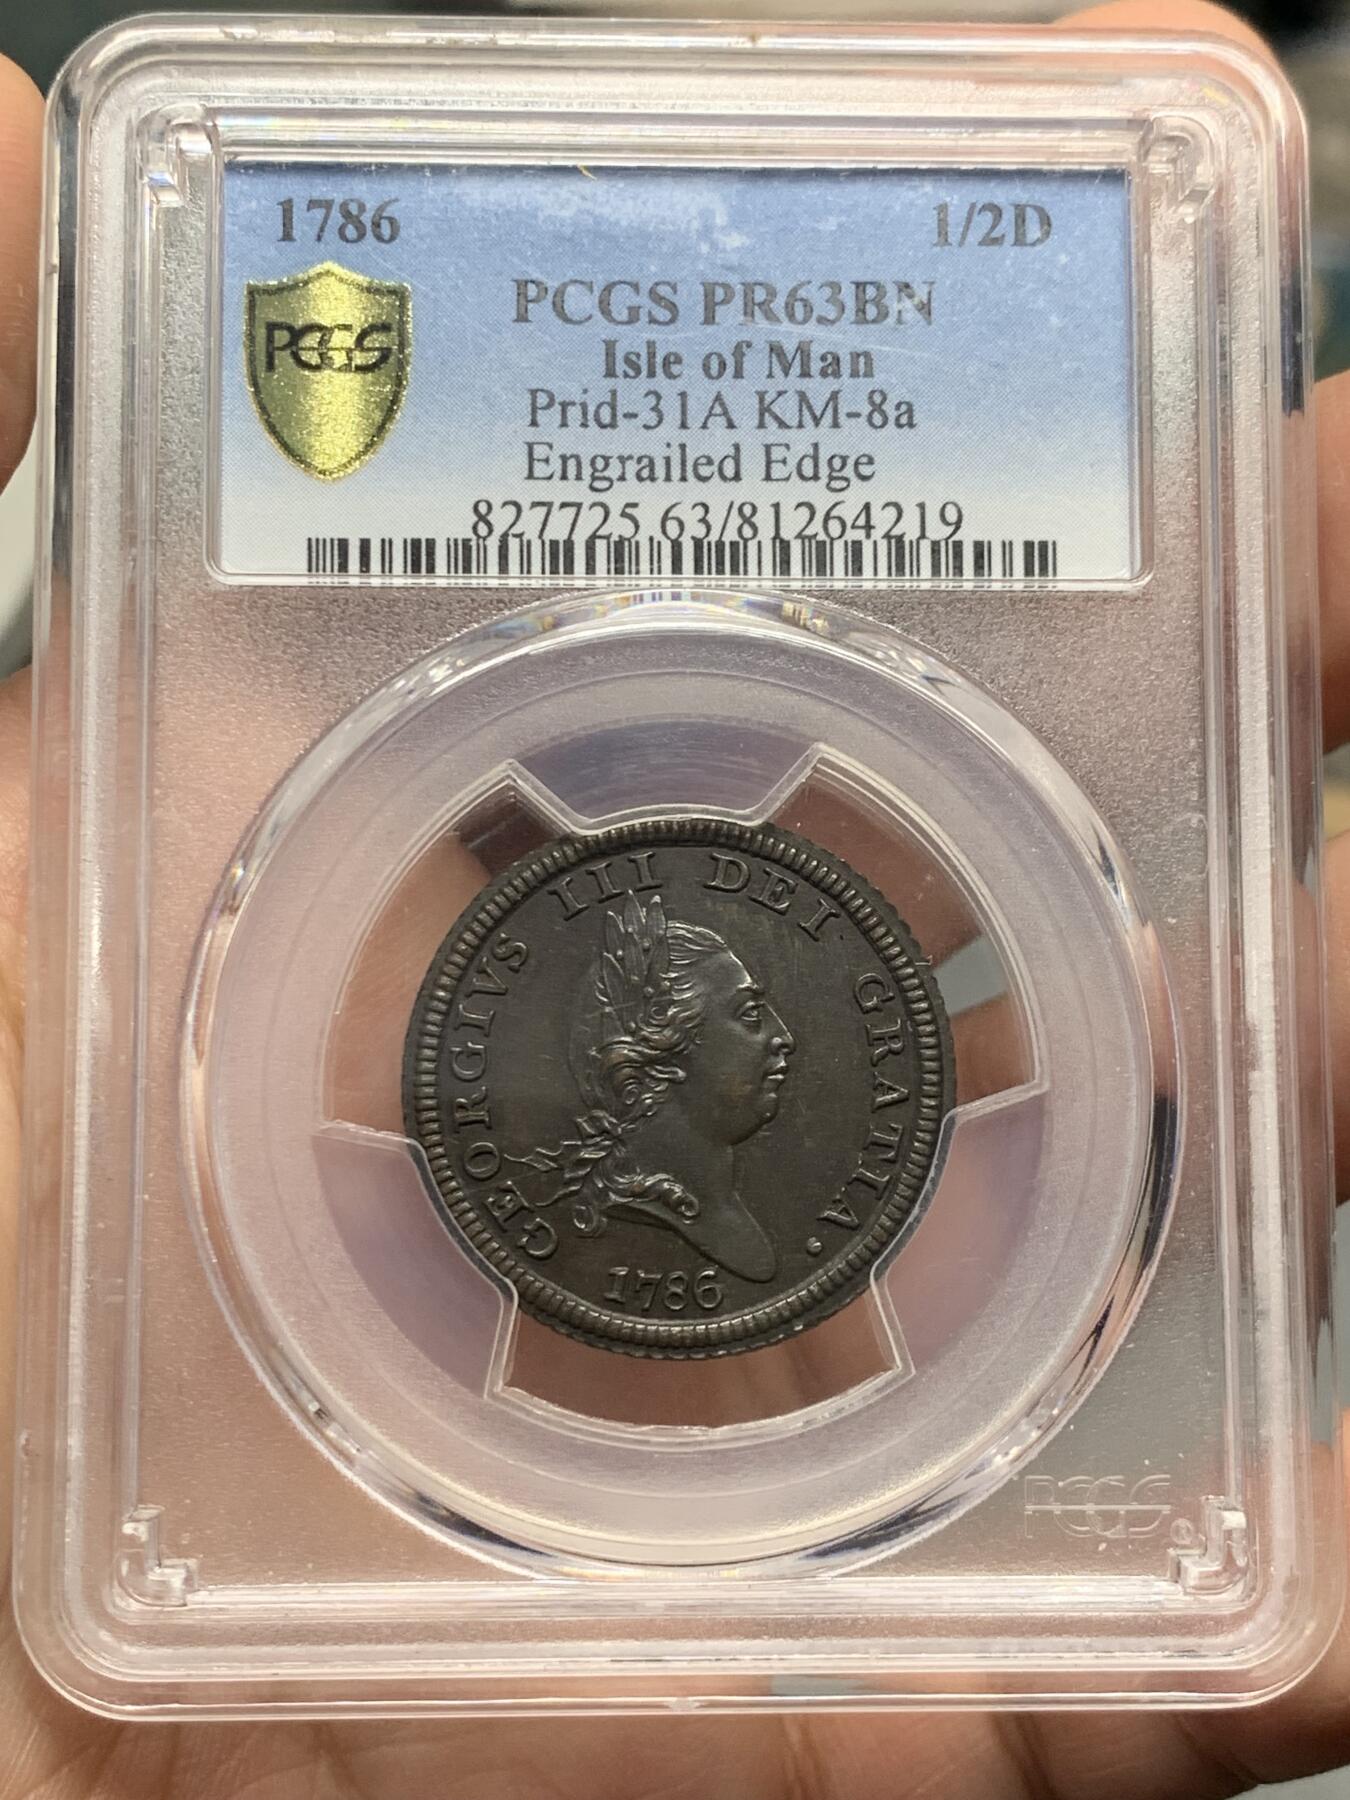 1786 1/2D
PCGS PR63BN
PCGS
Isle of Man
Prid-31A KM-8a
Engrailed Edge
827725.63/81264219
GEORGIVS III DEI GRATIA.
1786
PCGS